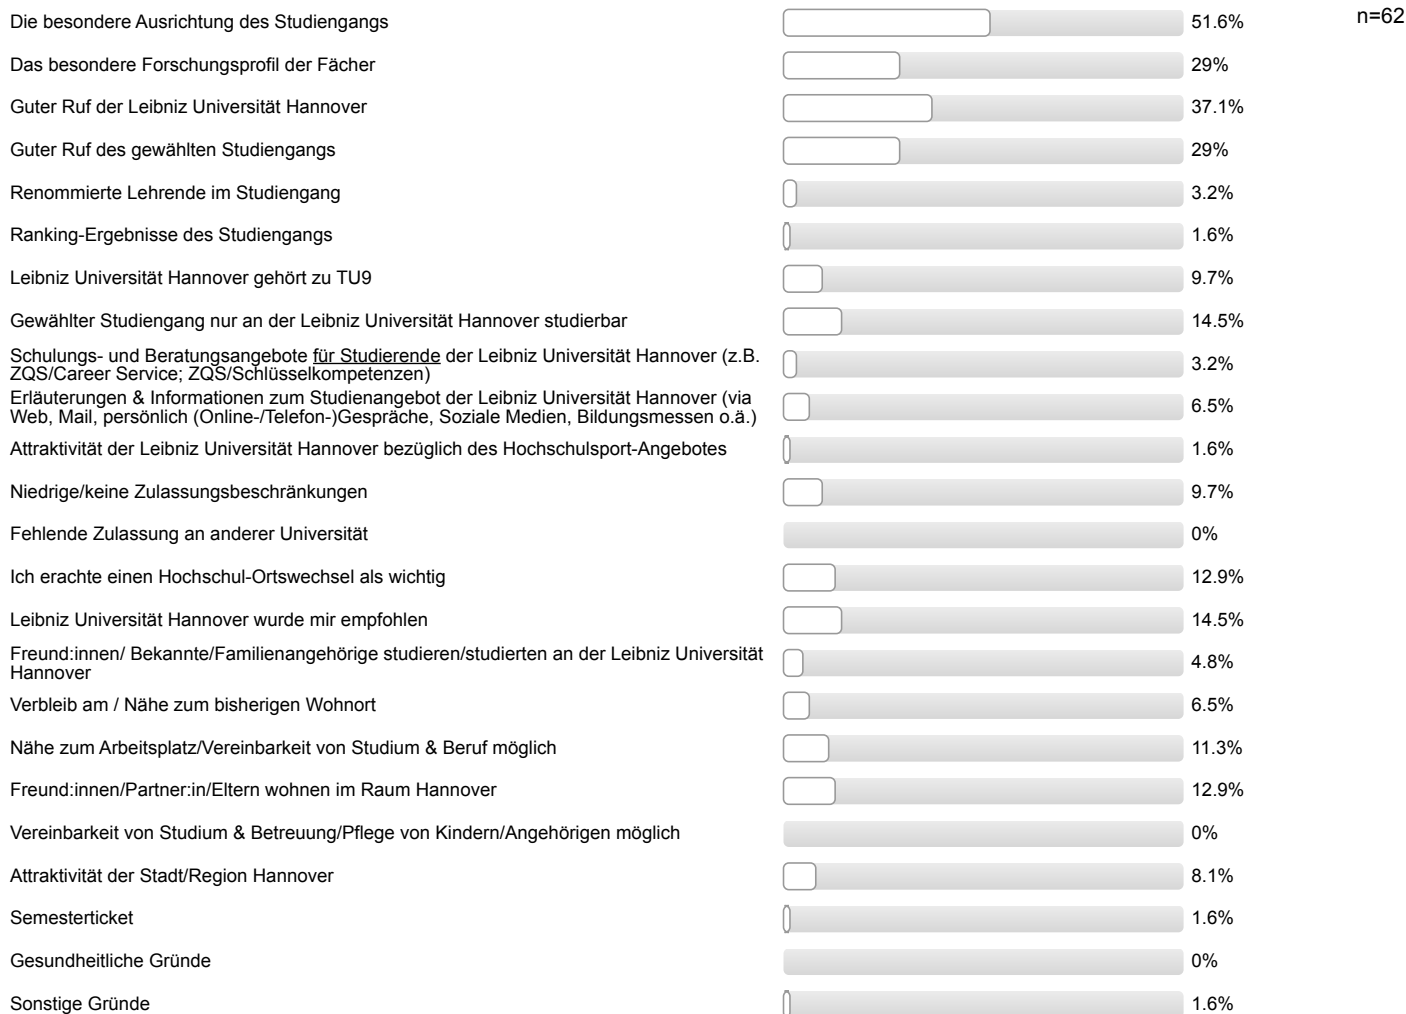 Die besondere Ausrichtung des Studiengangs 51.6% n=62
Das besondere Forschungsprofil der Fächer 29%
Guter Ruf der Leibniz Universität Hannover 37.1%
Guter Ruf des gewählten Studiengangs 29%
Renommierte Lehrende im Studiengang 3.2%
Ranking-Ergebnisse des Studiengangs 1.6%
Leibniz Universität Hannover gehört zu TU9 9.7%
Gewählter Studiengang nur an der Leibniz Universität Hannover studierbar 14.5%
Schulungs- und Beratungsangebote für Studierende der Leibniz Universität Hannover (z.B.
ZQS/Career Service; ZQS/Schlüsselkompetenzen) 3.2%
Erläuterungen & Informationen zum Studienangebot der Leibniz Universität Hannover (via
Web, Mail, persönlich (Online-/Telefon-)Gespräche, Soziale Medien, Bildungsmessen o.ä.) 6.5%
Attraktivität der Leibniz Universität Hannover bezüglich des Hochschulsport-Angebotes 1.6%
Niedrige/keine Zulassungsbeschränkungen 9.7%
Fehlende Zulassung an anderer Universität 0%
Ich erachte einen Hochschul-Ortswechsel als wichtig 12.9%
Leibniz Universität Hannover wurde mir empfohlen 14.5%
Freund:innen/ Bekannte/Familienangehörige studieren/studierten an der Leibniz Universität
Hannover 4.8%
Verbleib am / Nähe zum bisherigen Wohnort 6.5%
Nähe zum Arbeitsplatz/Vereinbarkeit von Studium & Beruf möglich 11.3%
Freund:innen/Partner:in/Eltern wohnen im Raum Hannover 12.9%
Vereinbarkeit von Studium & Betreuung/Pflege von Kindern/Angehörigen möglich 0%
Attraktivität der Stadt/Region Hannover 8.1%
Semesterticket 1.6%
Gesundheitliche Gründe 0%
Sonstige Gründe 1.6%